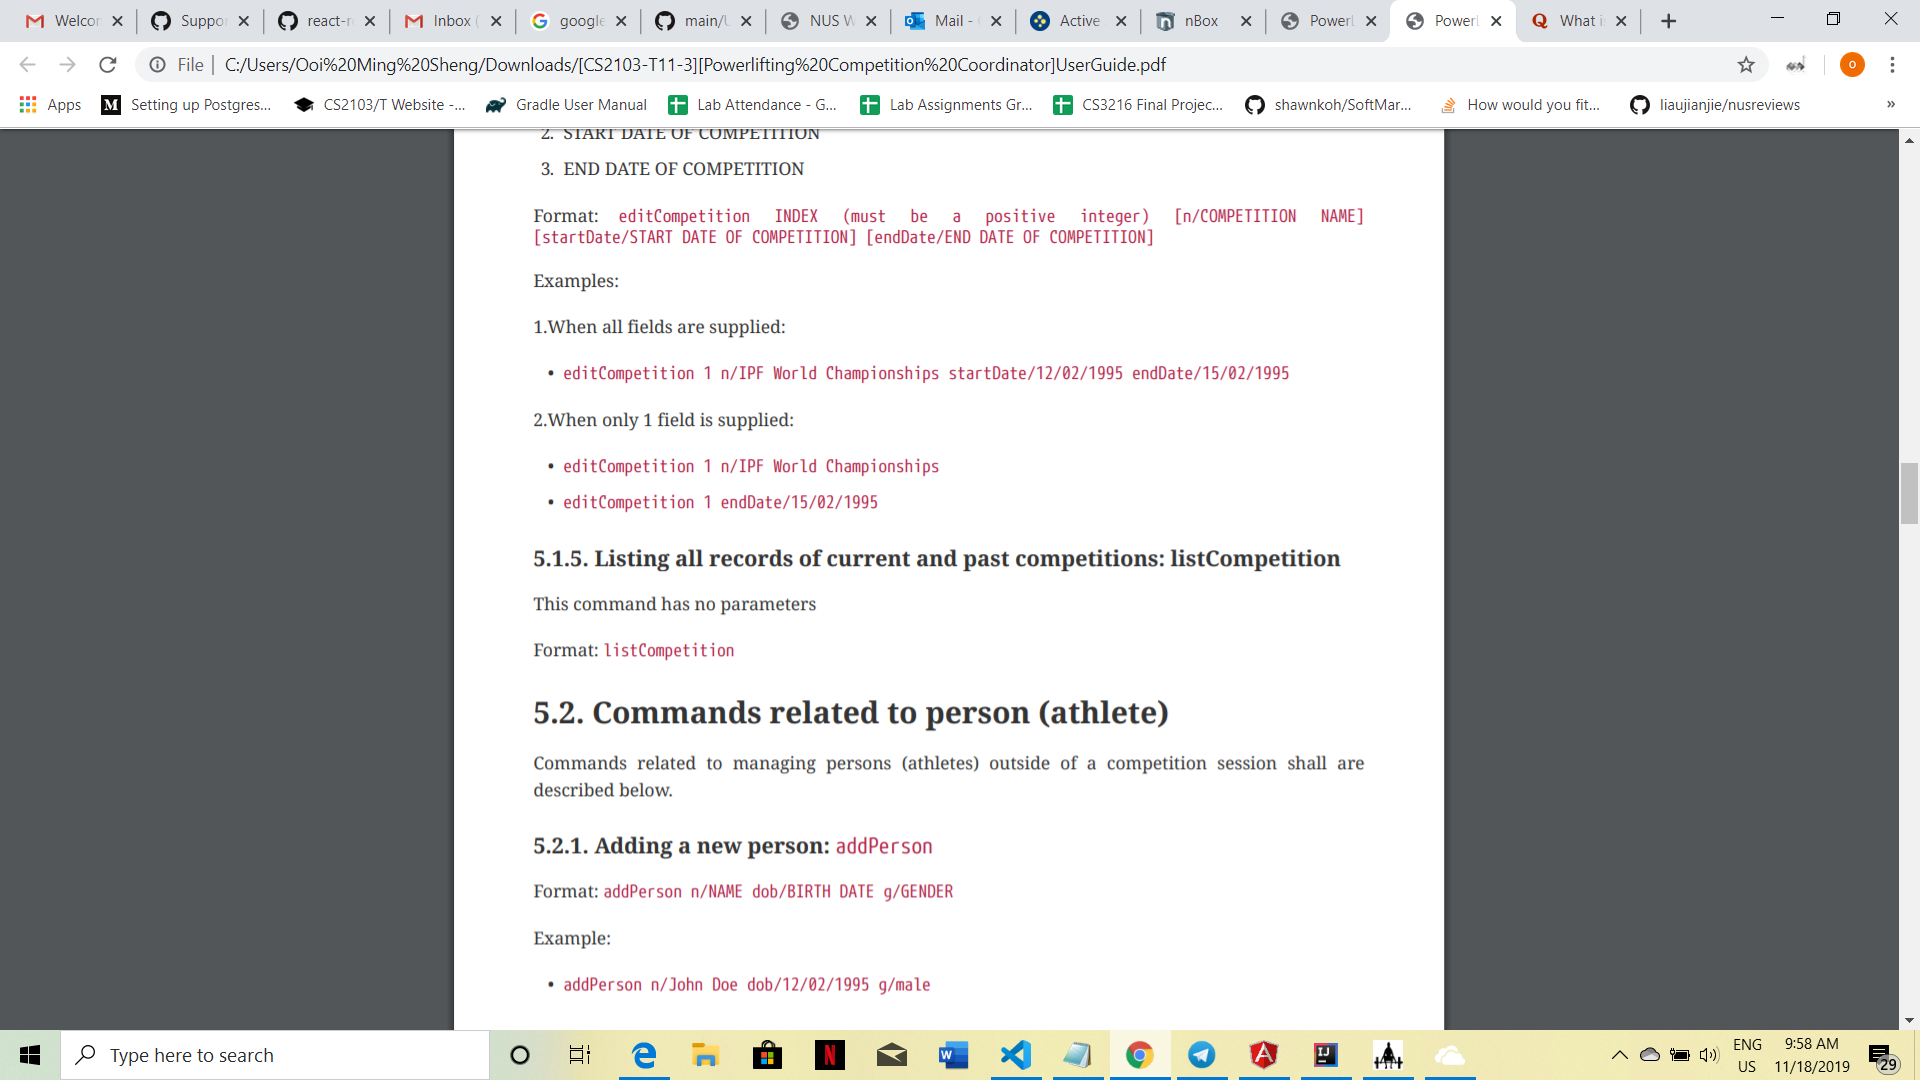 Welcor
Suppor
react-n
Inbox (
google
main/U
NUS W
Mail -
Active
nBox
Powerl
Powerl
What i
File
C:/Users/Ooi%20Ming%20Sheng/Downloads/[CS2103-T11-3][Powerlifting%20Competition%20Coordinator]UserGuide.pdf
O
Apps
Setting up Postgres...
CS2103/T Website -...
Gradle User Manual
Lab Attendance - G...
Lab Assignments Gr...
CS3216 Final Projec...
shawnkoh/SoftMar...
How would you fit...
liaujianjie/nusreviews
»
2. START DATE OF COMPETITION
3. END DATE OF COMPETITION
Format: editCompetition INDEX (must be a positive integer) [n/COMPETITION NAME]
[startDate/START DATE OF COMPETITION] [endDate/END DATE OF COMPETITION]
Examples:
1.When all fields are supplied:
• editCompetition 1 n/IPF World Championships startDate/12/02/1995 endDate/15/02/1995
2.When only 1 field is supplied:
• editCompetition 1 n/IPF World Championships
• editCompetition 1 endDate/15/02/1995
5.1.5. Listing all records of current and past competitions: listCompetition
This command has no parameters
Format: listCompetition
5.2. Commands related to person (athlete)
Commands related to managing persons (athletes) outside of a competition session shall are
described below.
5.2.1. Adding a new person: addPerson
Format: addPerson n/NAME dob/BIRTH DATE g/GENDER
Example:
• addPerson n/John Doe dob/12/02/1995 g/male
Type here to search
ENG
US
9:58 AM
11/18/2019
29